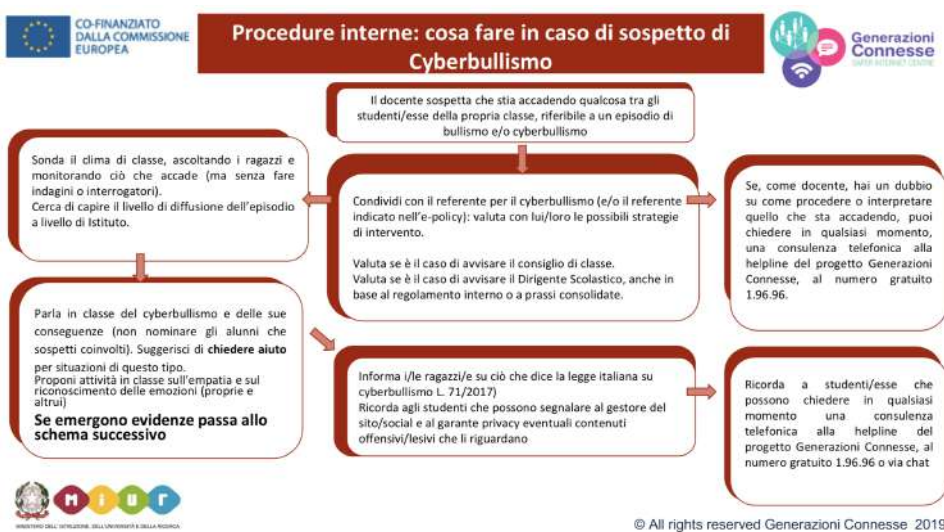 CO-FINANZIATO
DALLA COMMISSIONE
EUROPEA
Procedure interne: cosa fare in caso di sospetto di
Cyberbullismo
Generazioni
Connesse
SAFER INTERNET CENTRE
Il docente sospetta che stia accadendo qualcosa tra gli
studenti/esse della propria classe, riferibile a un episodio di
bullismo e/o cyberbullismo
Sonda il clima di classe, ascoltando i ragazzi e
monitorando ciò che accade (ma senza fare
indagini o interrogatori).
Cerca di capire il livello di diffusione dell'episodio
a livello di Istituto.
Condividi con il referente per il cyberbullismo (e/o il referente
indicato nell'e-policy): valuta con lui/loro le possibili strategie
di intervento.
Valuta se è il caso di avvisare il consiglio di classe.
Valuta se è il caso di avvisare il Dirigente Scolastico, anche in
base al regolamento interno o a prassi consolidate.
Se, come docente, hai un dubbio
su come procedere o interpretare
quello che sta accadendo, puoi
chiedere in qualsiasi momento,
una consulenza telefonica alla
helpline del progetto Generazioni
Connesse, al numero gratuito
1.96.96.
Parla in classe del cyberbullismo e delle sue
conseguenze (non nominare gli alunni che
sospetti coinvolti). Suggerisci di chiedere aiuto
per situazioni di questo tipo.
Proponi attività in classe sull'empatia e sul
riconoscimento delle emozioni (proprie e
altrui)
Se emergono evidenze passa allo
schema successivo
Informa i/le ragazzi/e su ciò che dice la legge italiana su
cyberbullismo L. 71/2017)
Ricorda agli studenti che possono segnalare al gestore del
sito/social e al garante privacy eventuali contenuti
offensivi/lesivi che li riguardano
Ricorda a studenti/esse che
possono chiedere in qualsiasi
momento una consulenza
telefonica alla helpline del
progetto Generazioni Connesse, al
numero gratuito 1.96.96 o via chat
miur
MINISTERO DELL'ISTRUZIONE, DELL'UNIVERSITÀ E DELLA RICERCA
© All rights reserved Generazioni Connesse 2019